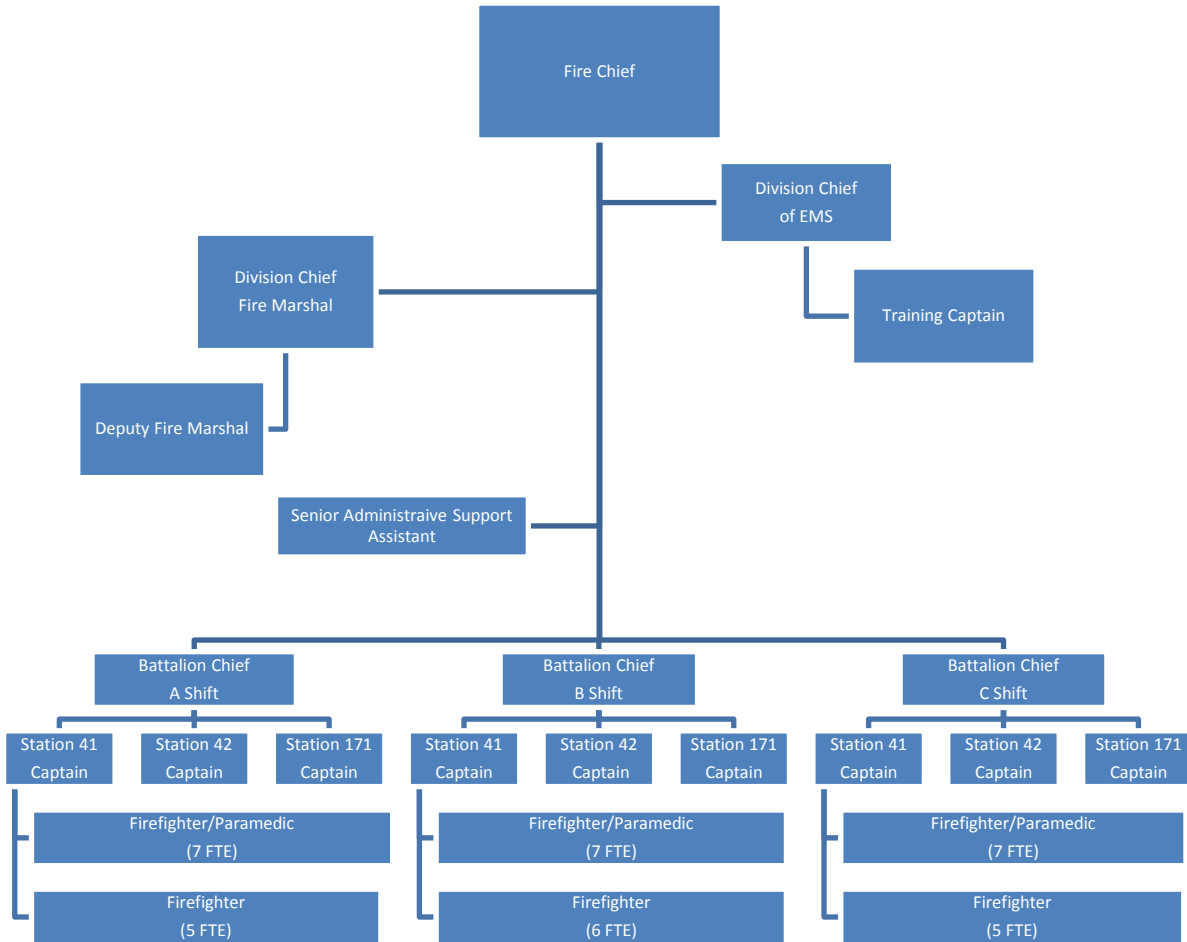 Fire Chief
Division Chief
of EMS
Division Chief
Fire Marshal
Training Captain
Deputy Fire Marshal
Senior Administraive Support
Assistant
Battalion Chief
A Shift
Battalion Chief
B Shift
Battalion Chief
C Shift
Station 41
Captain
Station 42
Captain
Station 171
Captain
Station 41
Captain
Station 42
Captain
Station 171
Captain
Station 41
Captain
Station 42
Captain
Station 171
Captain
Firefighter/Paramedic
(7 FTE)
Firefighter/Paramedic
(7 FTE)
Firefighter/Paramedic
(7 FTE)
Firefighter
(5 FTE)
Firefighter
(6 FTE)
Firefighter
(5 FTE)